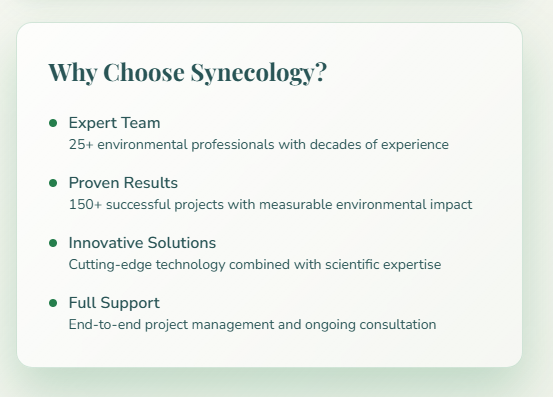 Why Choose Synecology?
Expert Team
25+ environmental professionals with decades of experience
Proven Results
150+ successful projects with measurable environmental impact
Innovative Solutions
Cutting-edge technology combined with scientific expertise
Full Support
End-to-end project management and ongoing consultation